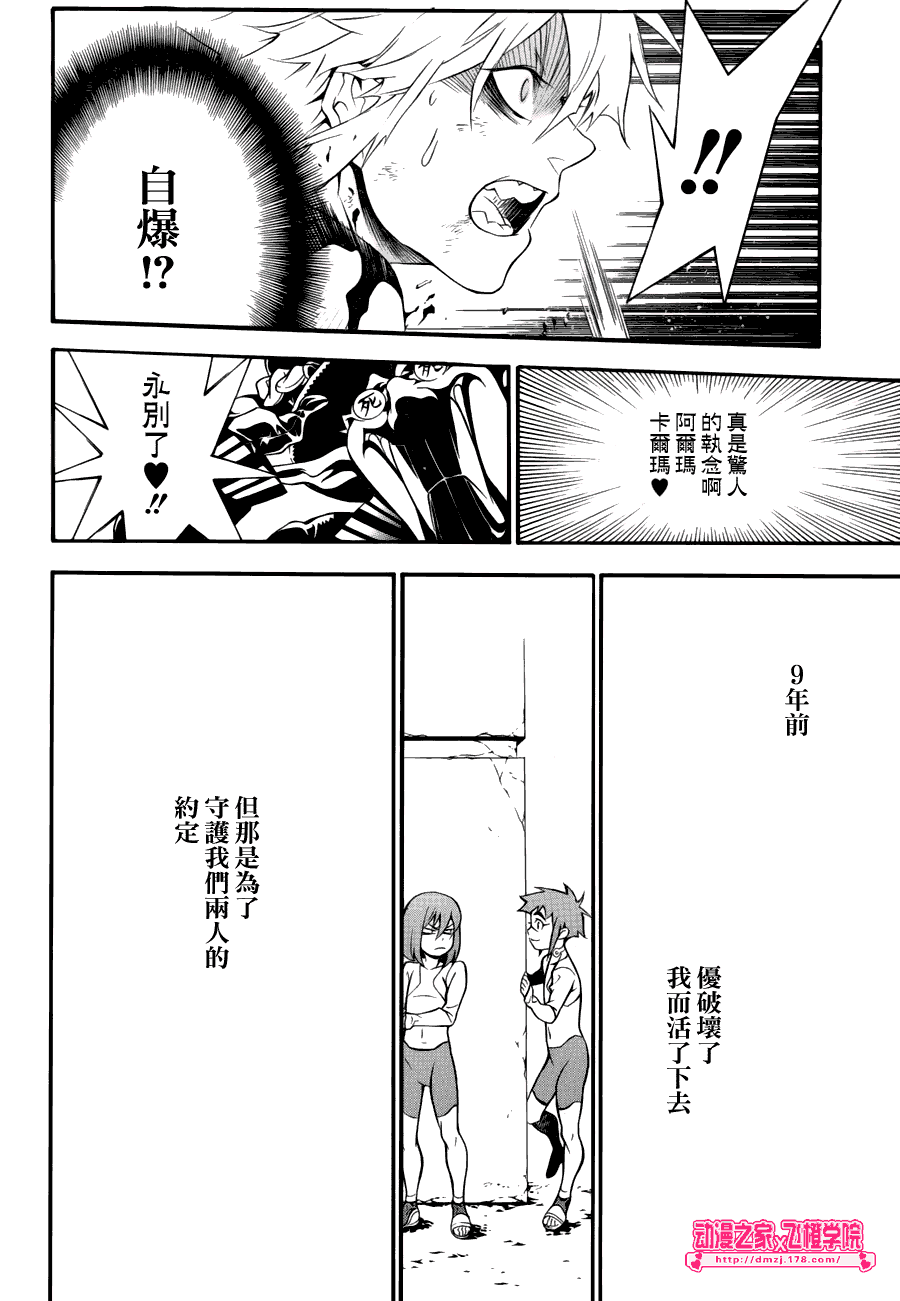 !!
自爆!?
真是驚人
的執念啊
阿爾瑪
卡爾瑪♥
永別了♥!!
9年前
優破壞了
我而活了下去
但那是為了
守護我們兩人的
約定
动漫之家x飞橙学院
http://dmzj.178.com/